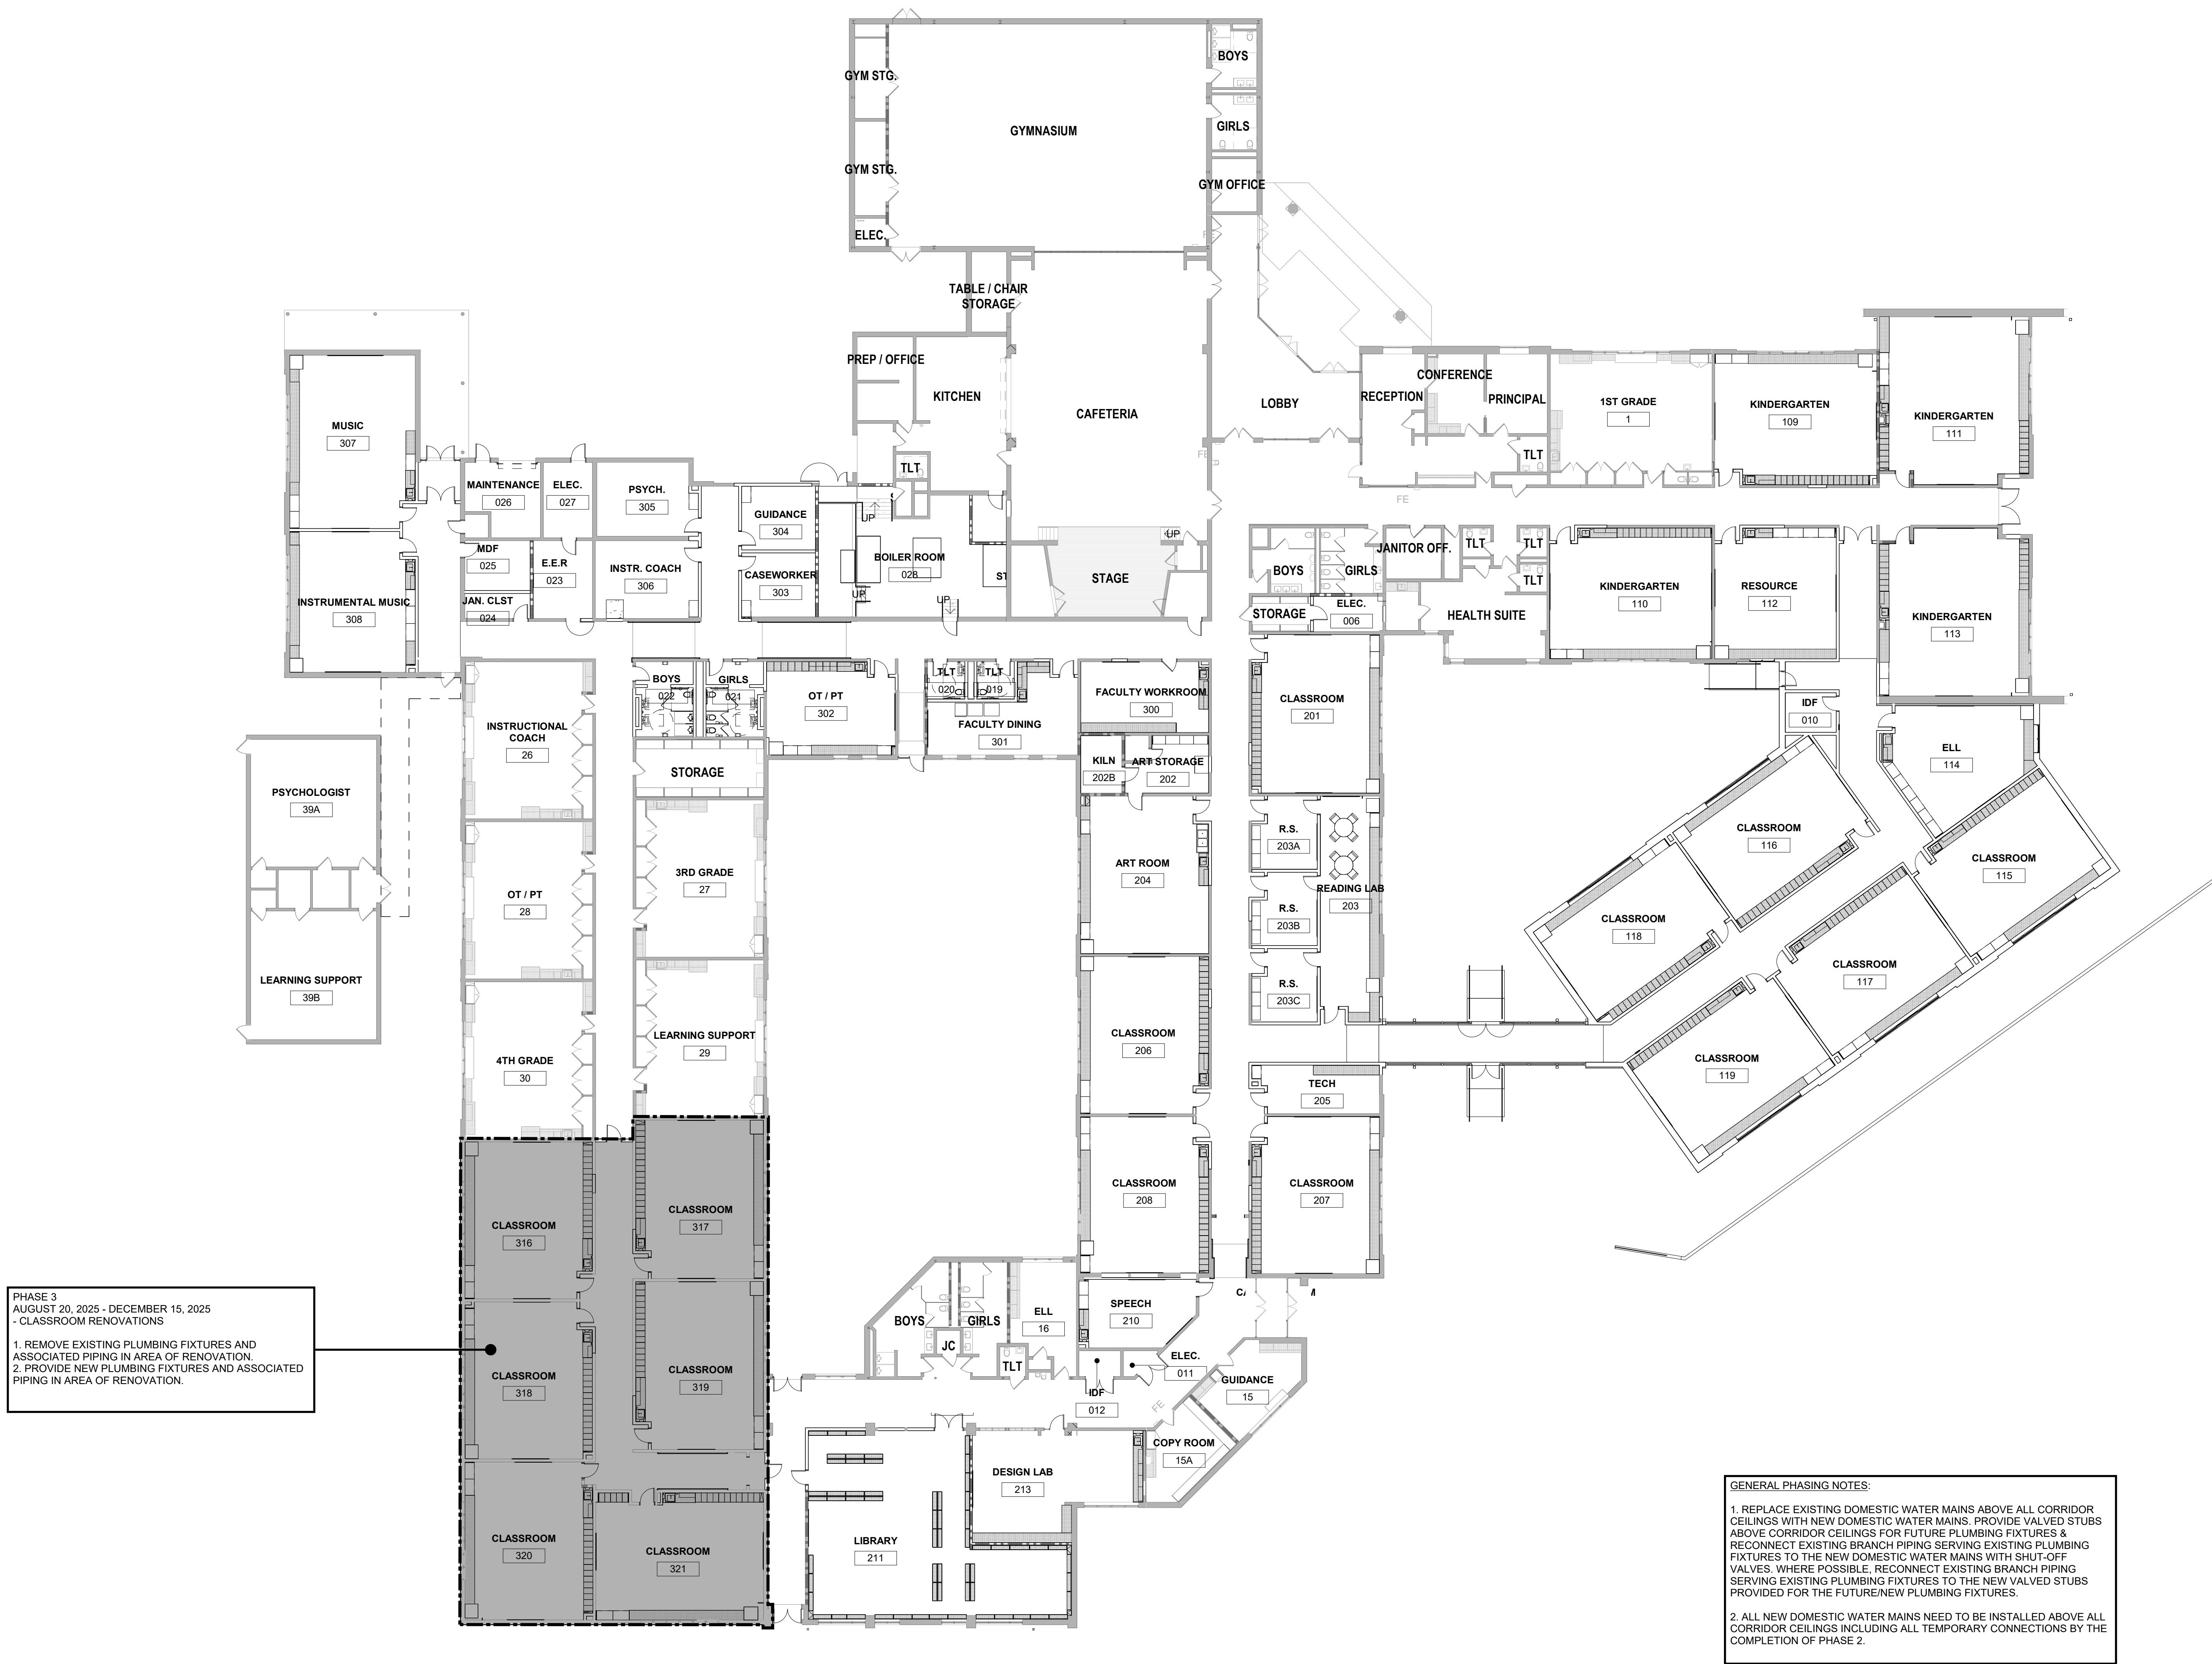 BOYS
GYM STG.
GYMNASIUM
GIRLS
GYM STG.
GYM OFFICE
ELEC.
FE
TABLE / CHAIR
STORAGE
PREP / OFFICE
KITCHEN
CAFETERIA
LOBBY
RECEPTION
CONFERENCE
PRINCIPAL
1ST GRADE
1
KINDERGARTEN
109
KINDERGARTEN
111
MUSIC
307
TLT
FE
TLT
FE
MAINTENANCE
026
ELEC.
027
PSYCH.
305
GUIDANCE
304
UP
UP
BOILER ROOM
028
ST
STAGE
MDF
025
E.E.R
023
INSTR. COACH
306
CASEWORKER
303
UP
UP
INSTRUMENTAL MUSIC
308
JAN. CLST
024
BOYS
GIRLS
JANITOR OFF.
TLT
TLT
TLT
STORAGE
ELEC.
006
HEALTH SUITE
KINDERGARTEN
110
RESOURCE
112
KINDERGARTEN
113
INSTRUCTIONAL
COACH
26
BOYS
022
GIRLS
021
OT / PT
302
TLT
020
TLT
019
FACULTY DINING
301
FACULTY WORKROOM
300
CLASSROOM
201
IDF
010
ELL
114
STORAGE
KILN
202B
ART STORAGE
202
PSYCHOLOGIST
39A
OT / PT
28
3RD GRADE
27
ART ROOM
204
R.S.
203A
READING LAB
203
R.S.
203B
R.S.
203C
CLASSROOM
116
CLASSROOM
115
CLASSROOM
118
CLASSROOM
117
CLASSROOM
119
LEARNING SUPPORT
39B
4TH GRADE
30
LEARNING SUPPORT
29
CLASSROOM
206
TECH
205
CLASSROOM
208
CLASSROOM
207
CLASSROOM
316
CLASSROOM
317
CLASSROOM
318
CLASSROOM
319
CLASSROOM
320
CLASSROOM
321
BOYS
GIRLS
JC
ELL
16
TLT
SPEECH
210
ELEC.
011
IDF
012
FE
GUIDANCE
15
COPY ROOM
15A
DESIGN LAB
213
LIBRARY
211
PHASE 3
AUGUST 20, 2025 - DECEMBER 15, 2025
- CLASSROOM RENOVATIONS
1. REMOVE EXISTING PLUMBING FIXTURES AND
ASSOCIATED PIPING IN AREA OF RENOVATION.
2. PROVIDE NEW PLUMBING FIXTURES AND ASSOCIATED
PIPING IN AREA OF RENOVATION.
GENERAL PHASING NOTES:
1. REPLACE EXISTING DOMESTIC WATER MAINS ABOVE ALL CORRIDOR
CEILINGS WITH NEW DOMESTIC WATER MAINS. PROVIDE VALVED STUBS
ABOVE CORRIDOR CEILINGS FOR FUTURE PLUMBING FIXTURES &
RECONNECT EXISTING BRANCH PIPING SERVING EXISTING PLUMBING
FIXTURES TO THE NEW DOMESTIC WATER MAINS WITH SHUT-OFF
VALVES. WHERE POSSIBLE, RECONNECT EXISTING BRANCH PIPING
SERVING EXISTING PLUMBING FIXTURES TO THE NEW VALVED STUBS
PROVIDED FOR THE FUTURE/NEW PLUMBING FIXTURES.
2. ALL NEW DOMESTIC WATER MAINS NEED TO BE INSTALLED ABOVE ALL
CORRIDOR CEILINGS INCLUDING ALL TEMPORARY CONNECTIONS BY THE
COMPLETION OF PHASE 2.